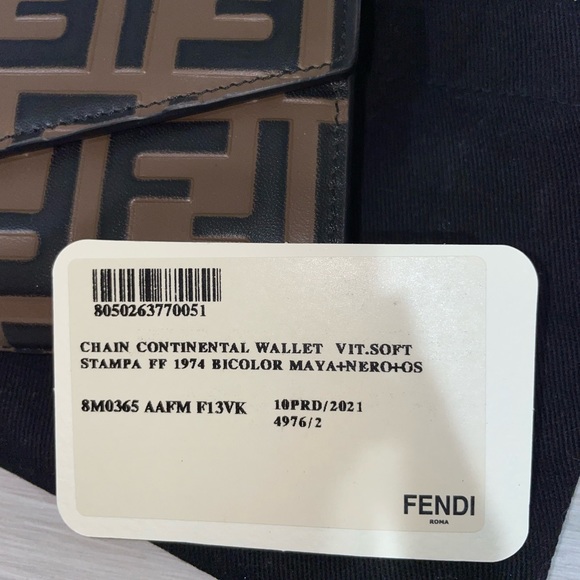 8050263770051
CHAIN CONTINENTAL WALLET VIT.SOFT
STAMPA FF 1974 BICOLOR MAYA+NERO+OS
8M0365 AAFM F13VK 10PRD/2021
4976/2
FENDI
ROMA